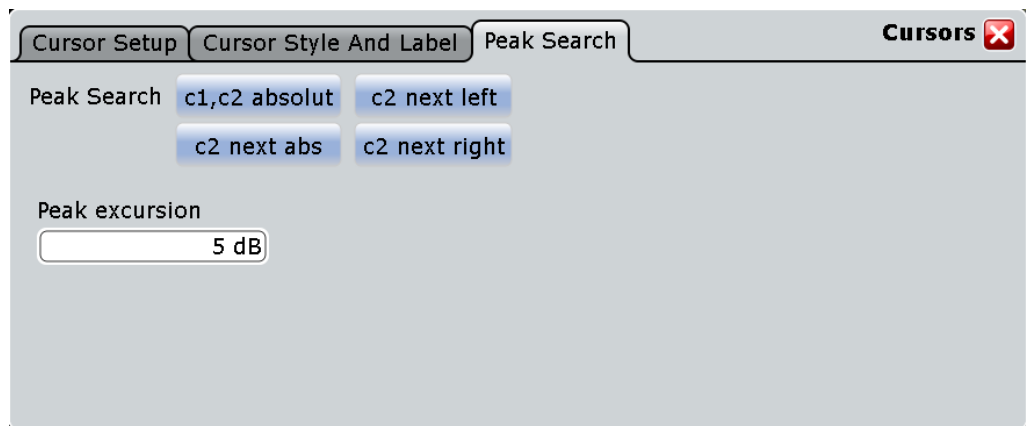 Cursor Setup Cursor Style And Label Peak Search Cursors
Peak Search c1,c2 absolut c2 next left
c2 next abs c2 next right
Peak excursion
5 dB